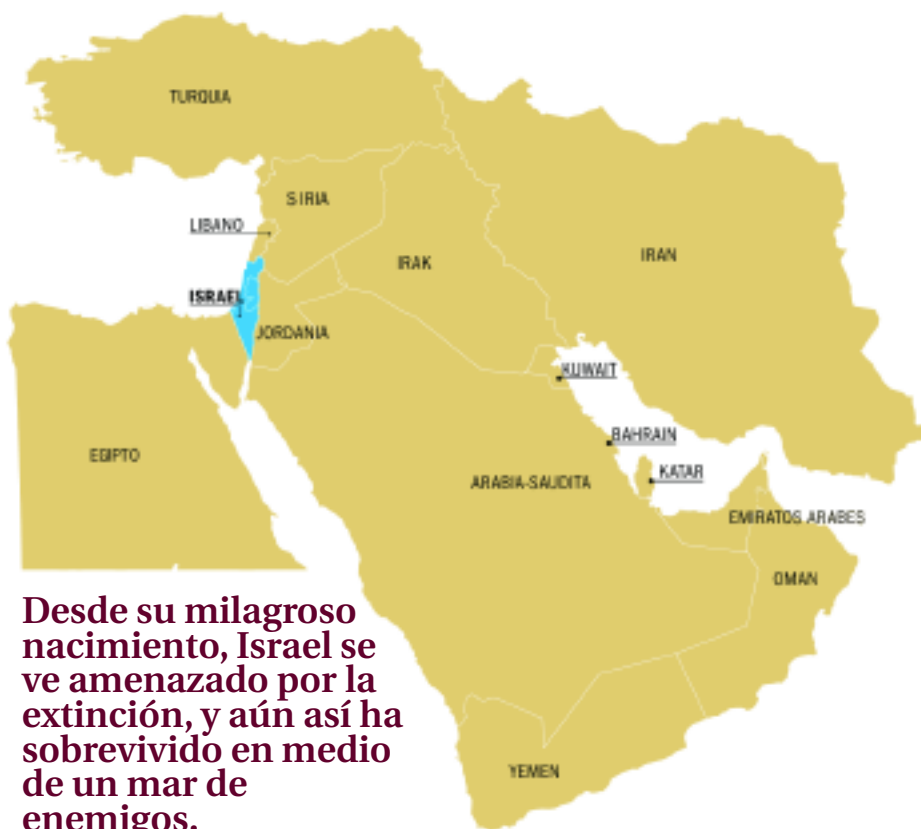 TURQUIA
SIRIA
LIBANO
IRAK
IRAN
ISRAEL
JORDANIA
KUWAIT
BAHRAIN
EGIPTO
KATAR
ARABIA-SAUDITA
EMIRATOS ARABES
OMAN
Desde su milagroso
nacimiento, Israel se
ve amenazado por la
extinción, y aún así ha
sobrevivido en medio
de un mar de
enemigos.
YEMEN